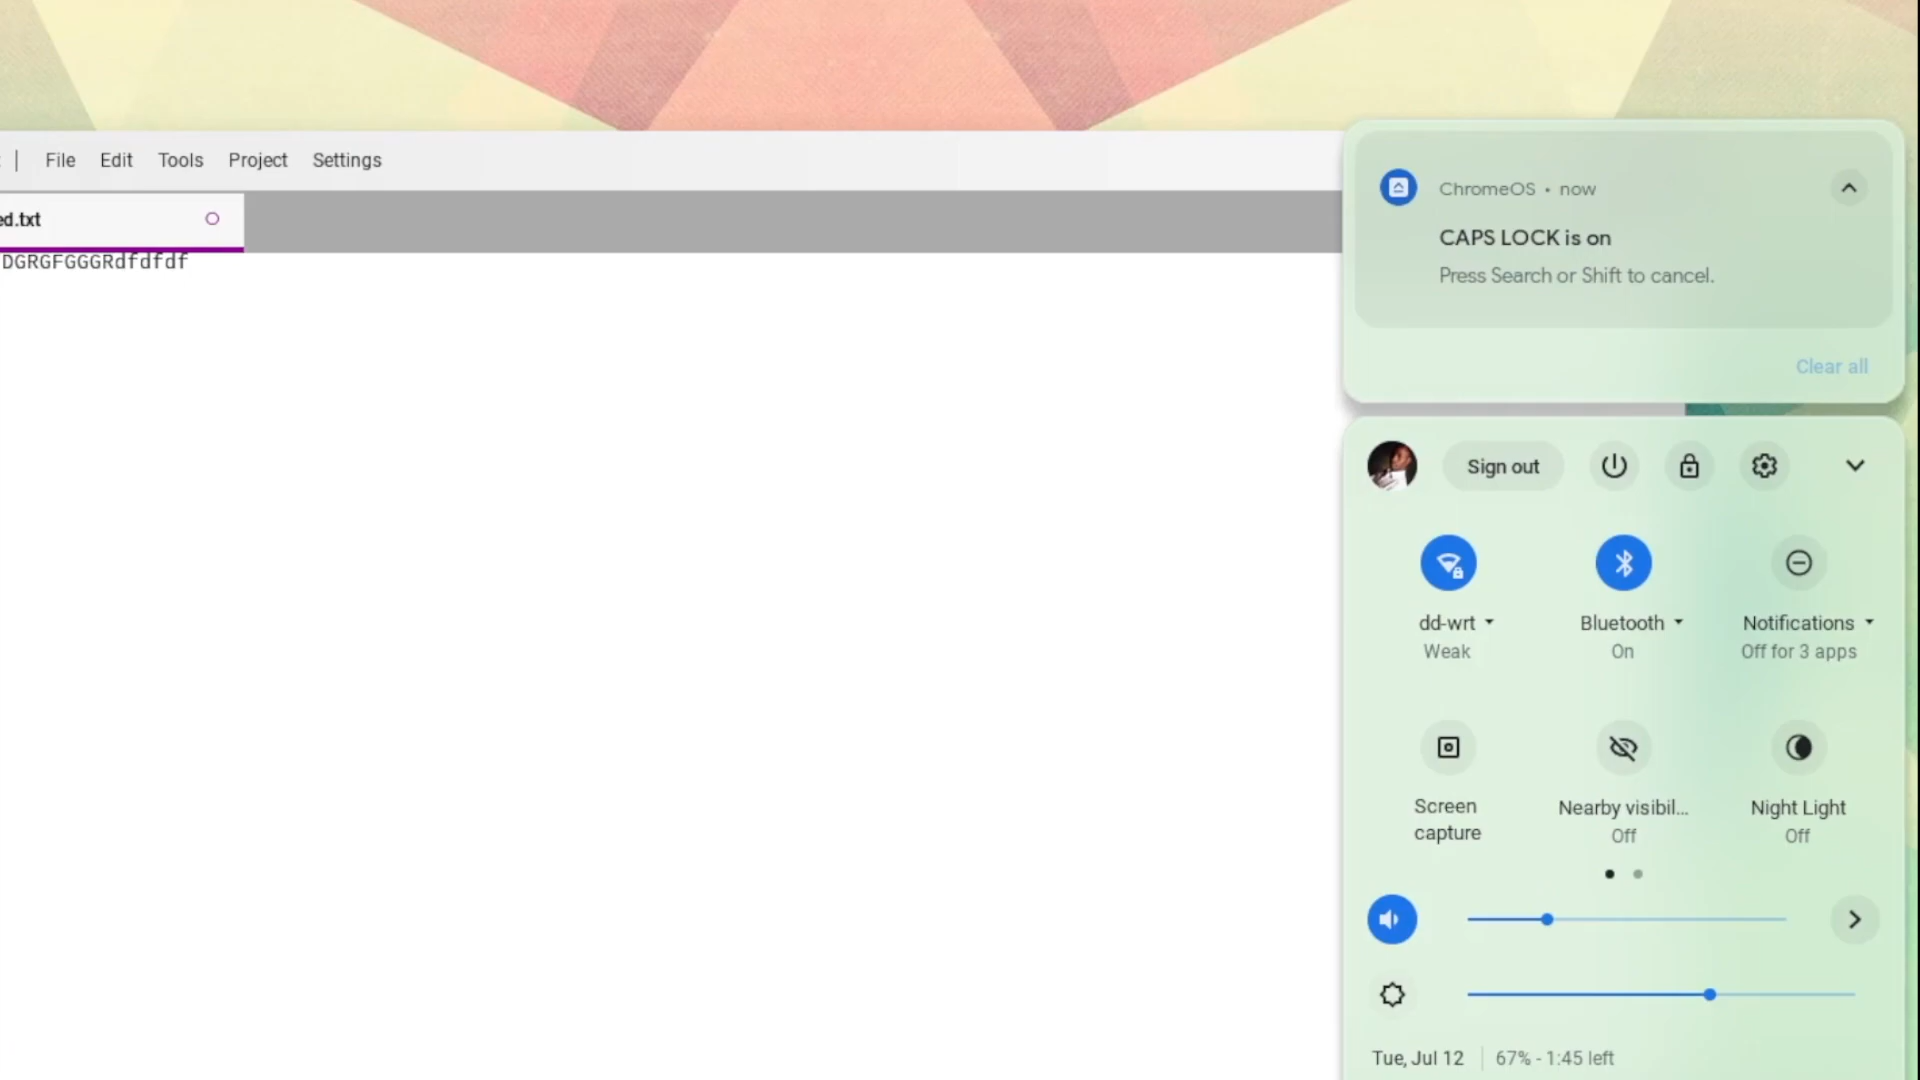 File Edit Tools Project Settings
ed.txt
DGRGFGGGRdfdfdf
ChromeOS • now
CAPS LOCK is on
Press Search or Shift to cancel.
Clear all
Sign out
dd-wrt
Weak
Bluetooth
On
Notifications
Off for 3 apps
Screen
capture
Nearby visibil...
Off
Night Light
Off
Tue, Jul 12 | 67% - 1:45 left